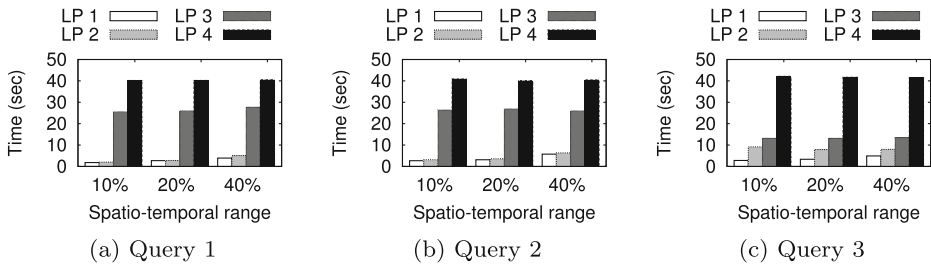 LP 1 LP 3
LP 2 LP 4
50
40
30
20
10
0
Time (sec)
10% 20% 40%
Spatio-temporal range
(a) Query 1
LP 1 LP 3
LP 2 LP 4
50
40
30
20
10
0
Time (sec)
10% 20% 40%
Spatio-temporal range
(b) Query 2
LP 1 LP 3
LP 2 LP 4
50
40
30
20
10
0
Time (sec)
10% 20% 40%
Spatio-temporal range
(c) Query 3